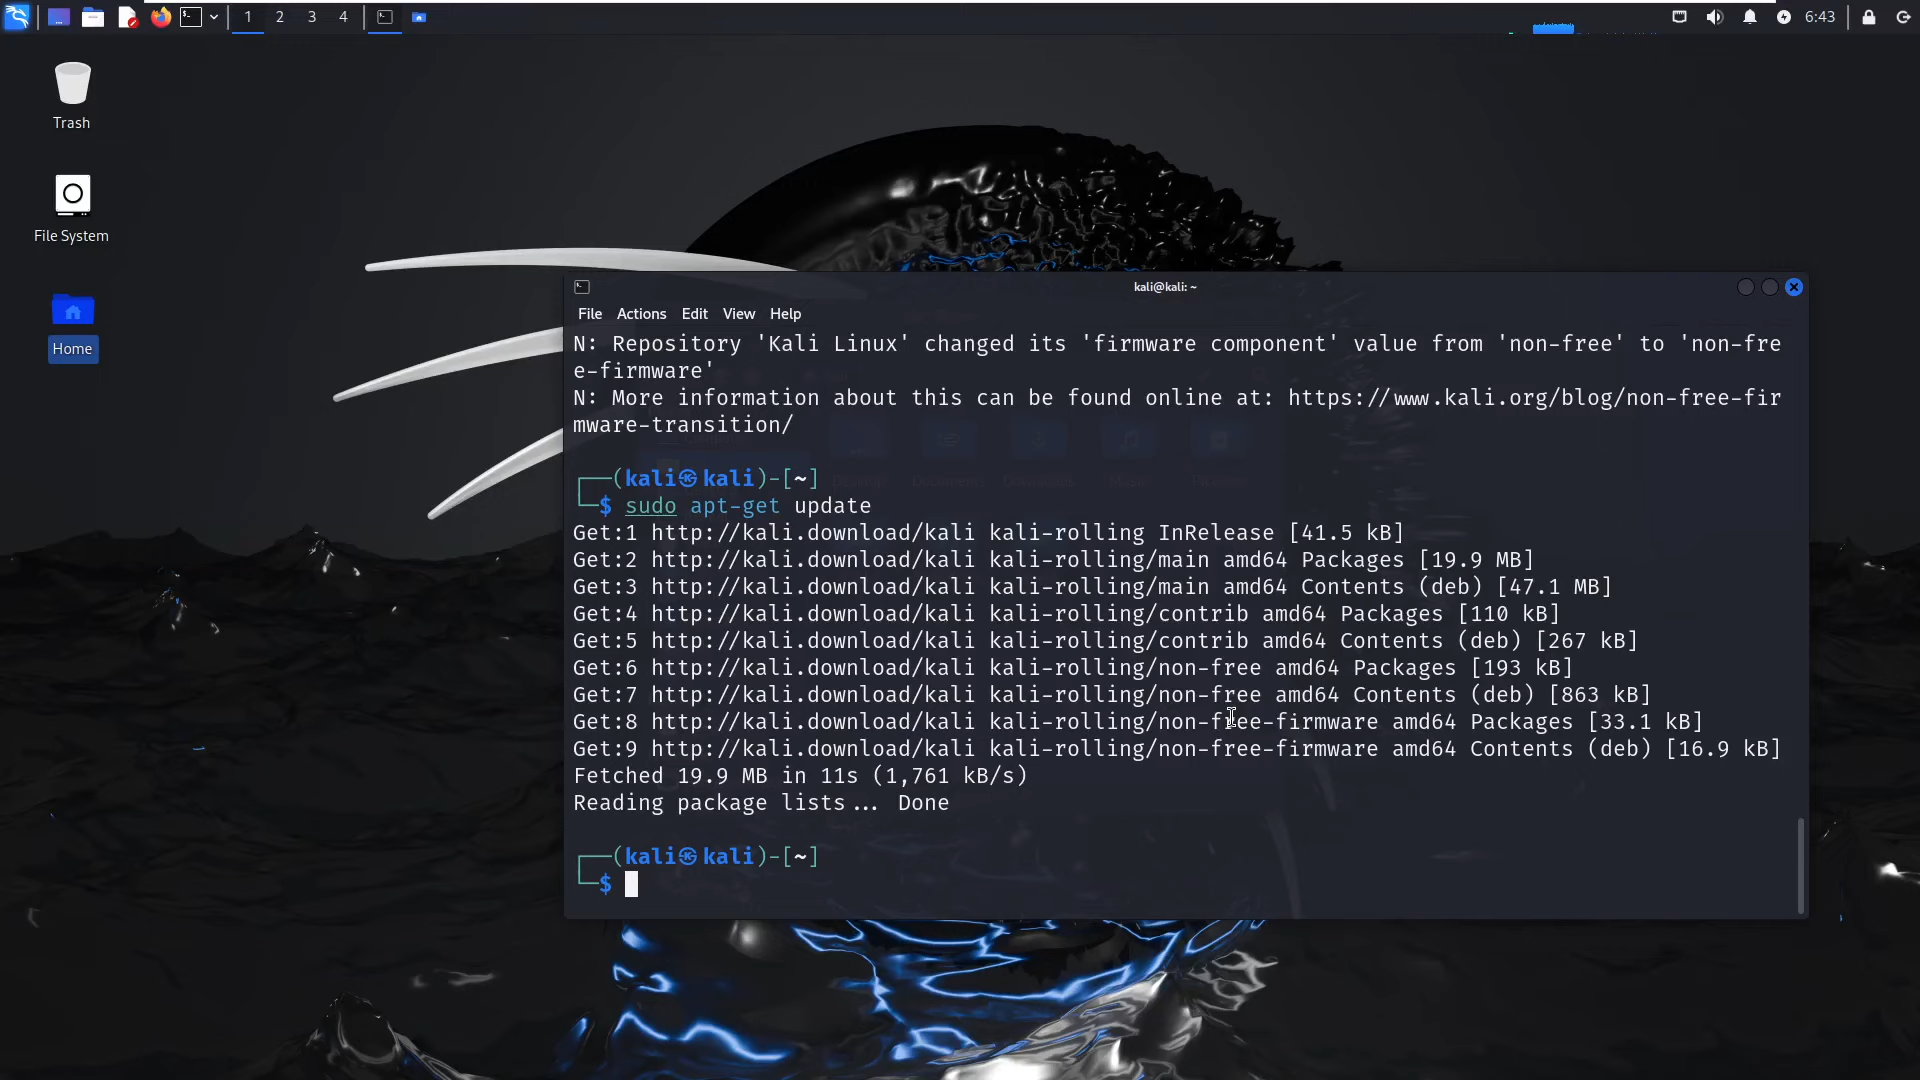 1 2 3 4
6:43
Trash
File System
Home
kali@kali: ~
File Actions Edit View Help
N: Repository 'Kali Linux' changed its 'firmware component' value from 'non-free' to 'non-fre
e-firmware'
N: More information about this can be found online at: https://www.kali.org/blog/non-free-fir
mware-transition/
┌──(kali㉿kali)-[~]
└─$ sudo apt-get update
Get:1 http://kali.download/kali kali-rolling InRelease [41.5 kB]
Get:2 http://kali.download/kali kali-rolling/main amd64 Packages [19.9 MB]
Get:3 http://kali.download/kali kali-rolling/main amd64 Contents (deb) [47.1 MB]
Get:4 http://kali.download/kali kali-rolling/contrib amd64 Packages [110 kB]
Get:5 http://kali.download/kali kali-rolling/contrib amd64 Contents (deb) [267 kB]
Get:6 http://kali.download/kali kali-rolling/non-free amd64 Packages [193 kB]
Get:7 http://kali.download/kali kali-rolling/non-free amd64 Contents (deb) [863 kB]
Get:8 http://kali.download/kali kali-rolling/non-free-firmware amd64 Packages [33.1 kB]
Get:9 http://kali.download/kali kali-rolling/non-free-firmware amd64 Contents (deb) [16.9 kB]
Fetched 19.9 MB in 11s (1,761 kB/s)
Reading package lists... Done
┌──(kali㉿kali)-[~]
└─$